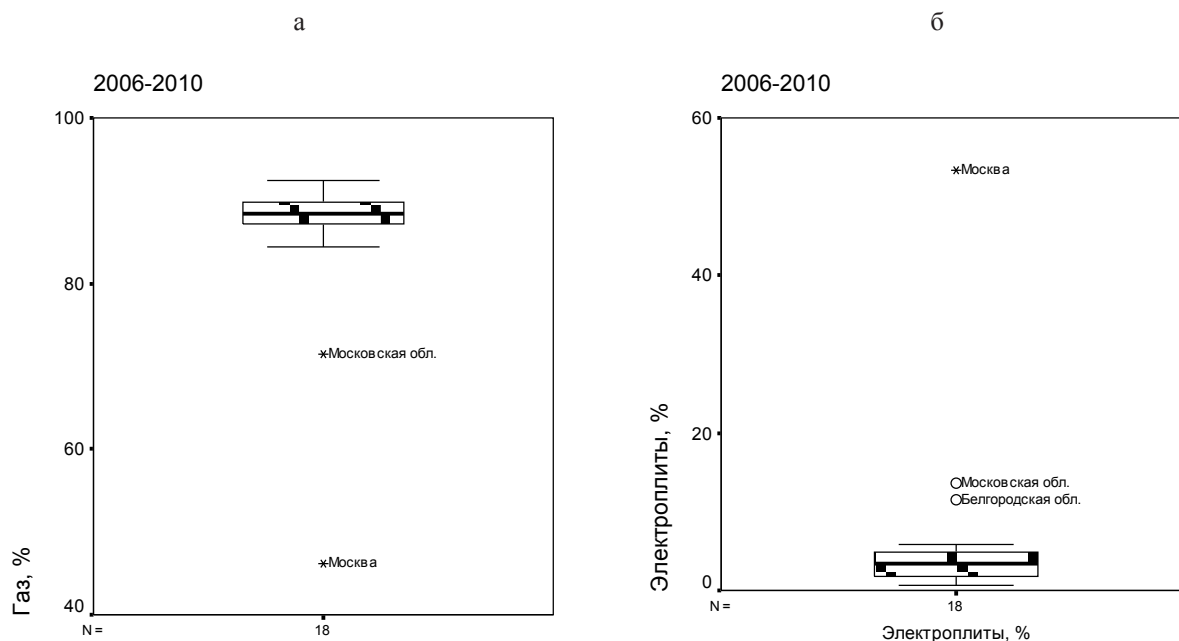 а
2006-2010
100
80
60
40
Газ, %
Московская обл.
Москва
N =
18
б
2006-2010
60
40
20
0
Электроплиты, %
Москва
Московская обл.
Белгородская обл.
N =
18
Электроплиты, %